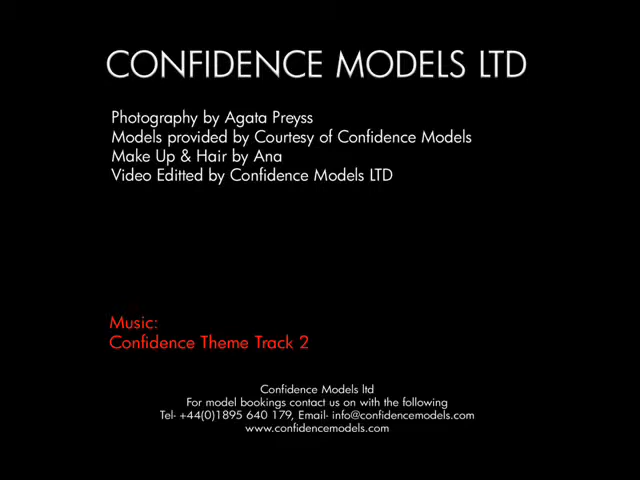 CONFIDENCE MODELS LTD
Photography by Agata Preyss
Models provided by Courtesy of Confidence Models
Make Up & Hair by Ana
Video Editted by Confidence Models LTD
Music:
Confidence Theme Track 2
Confidence Models ltd
For model bookings contact us on with the following
Tel- +44(0)1895 640 179, Email- info@confidencemodels.com
www.confidencemodels.com